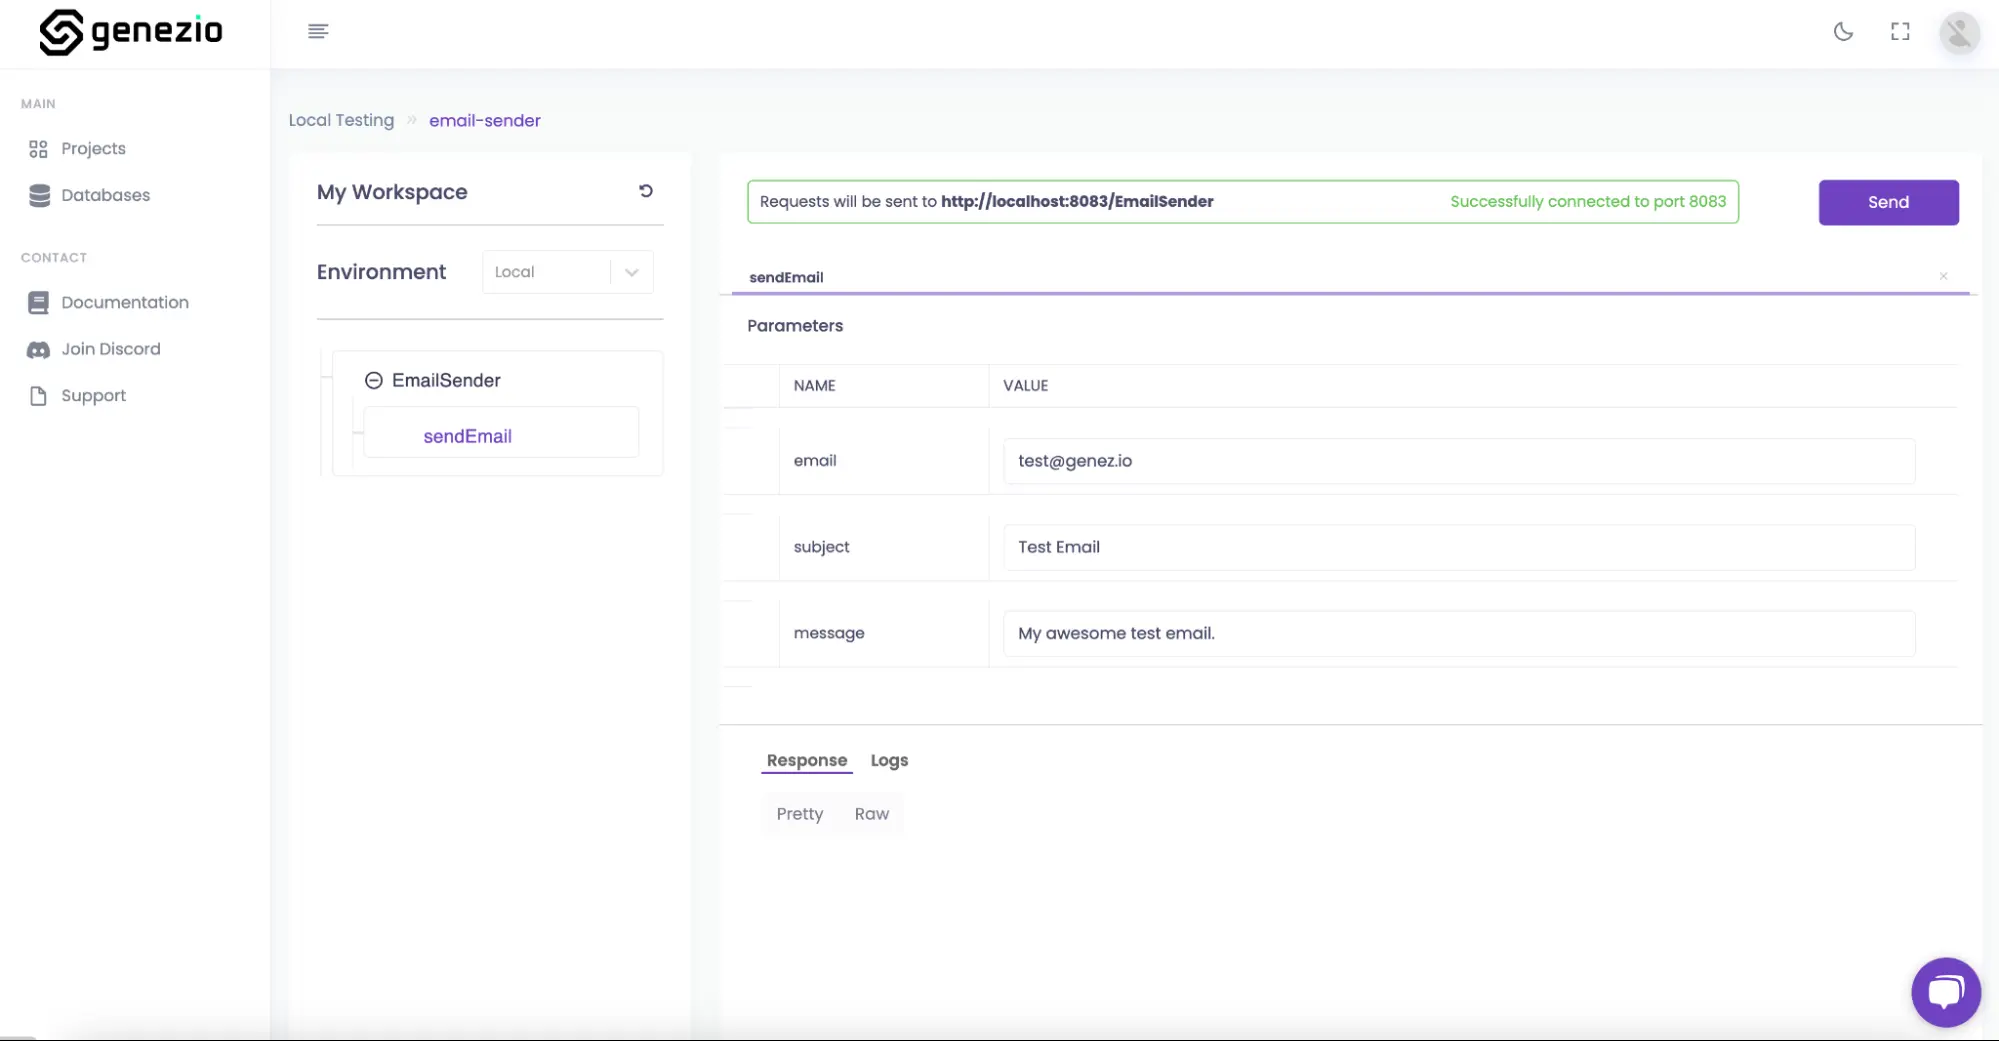 genezio
MAIN
Projects
Databases
CONTACT
Documentation
Join Discord
Support
Local Testing » email-sender
My Workspace
Environment
Local
EmailSender
sendEmail
Requests will be sent to http://localhost:8083/EmailSender
Successfully connected to port 8083
Send
sendEmail
Parameters
NAME VALUE
email test@genez.io
subject Test Email
message My awesome test email.
Response Logs
Pretty Raw